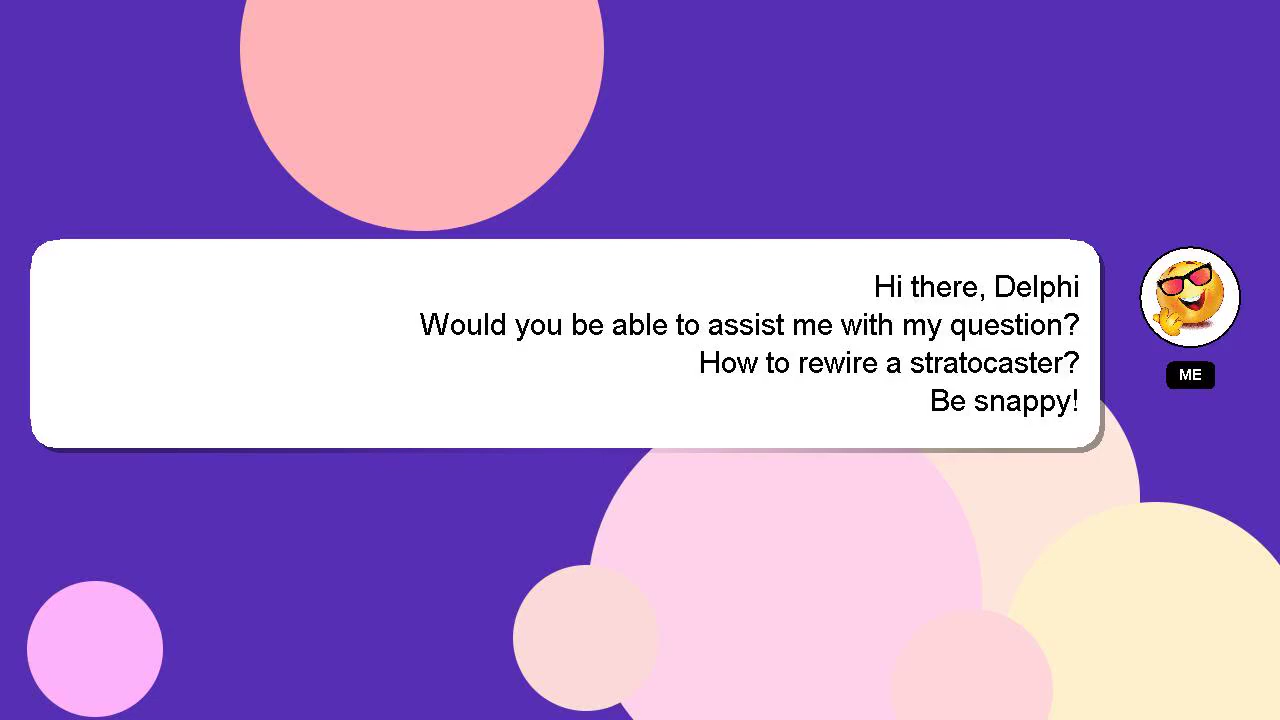 Hi there, Delphi
Would you be able to assist me with my question?
How to rewire a stratocaster?
Be snappy!
ME